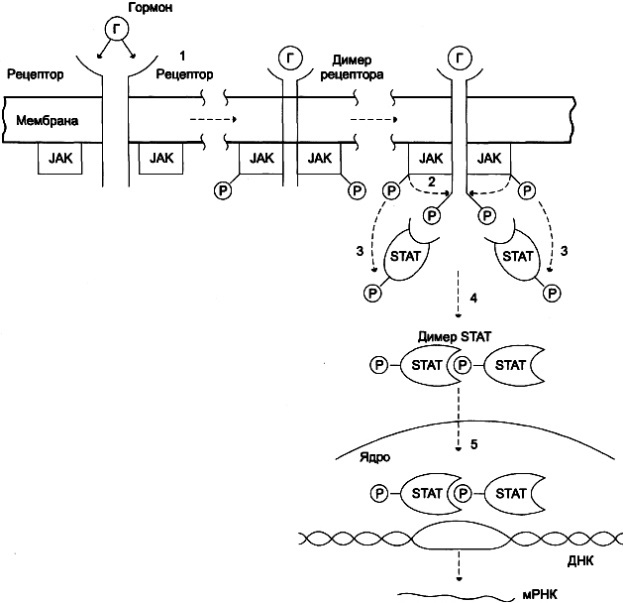 Гормон
Г
1
Рецептор
Рецептор
Г
Димер
рецептора
Г
Мембрана
JAK
JAK
JAK
JAK
JAK
JAK
P
P
P
2
P
P
P
3
STAT
STAT
3
P
P
4
Димер STAT
P
STAT
P
STAT
5
Ядро
P
STAT
P
STAT
ДНК
мРНК